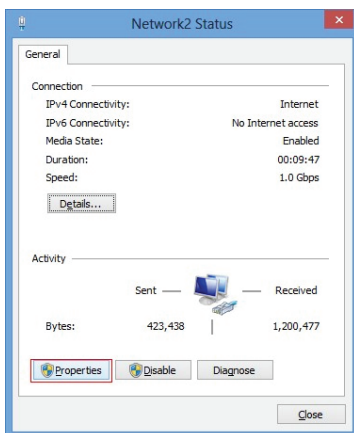 Network2 Status
General
Connection
IPv4 Connectivity: Internet
IPv6 Connectivity: No Internet access
Media State: Enabled
Duration: 00:09:47
Speed: 1.0 Gbps
Details...
Activity
Sent Received
Bytes: 423,438 1,200,477
Properties Disable Diagnose
Close